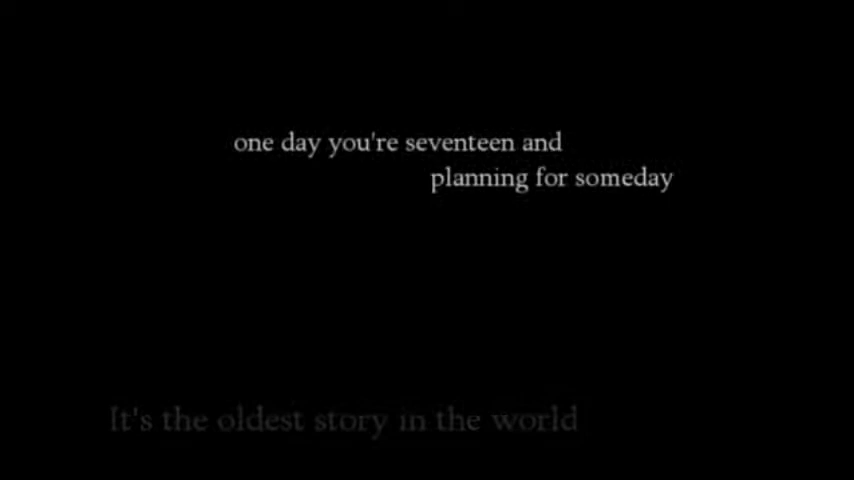 one day you're seventeen and
planning for someday
It's the oldest story in the world